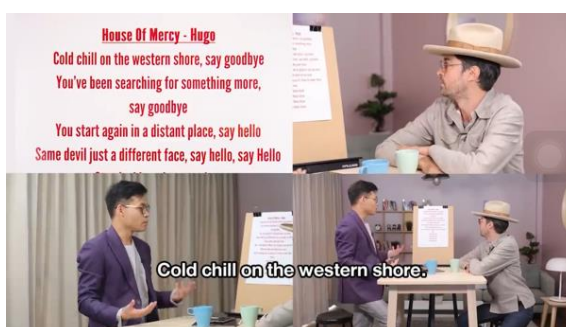 House Of Mercy - Hugo
Cold chill on the western shore, say goodbye
You've been searching for something more,
say goodbye
You start again in a distant place, say hello
Same devil just a different face, say hello, say Hello
Cold chill on the western shore.